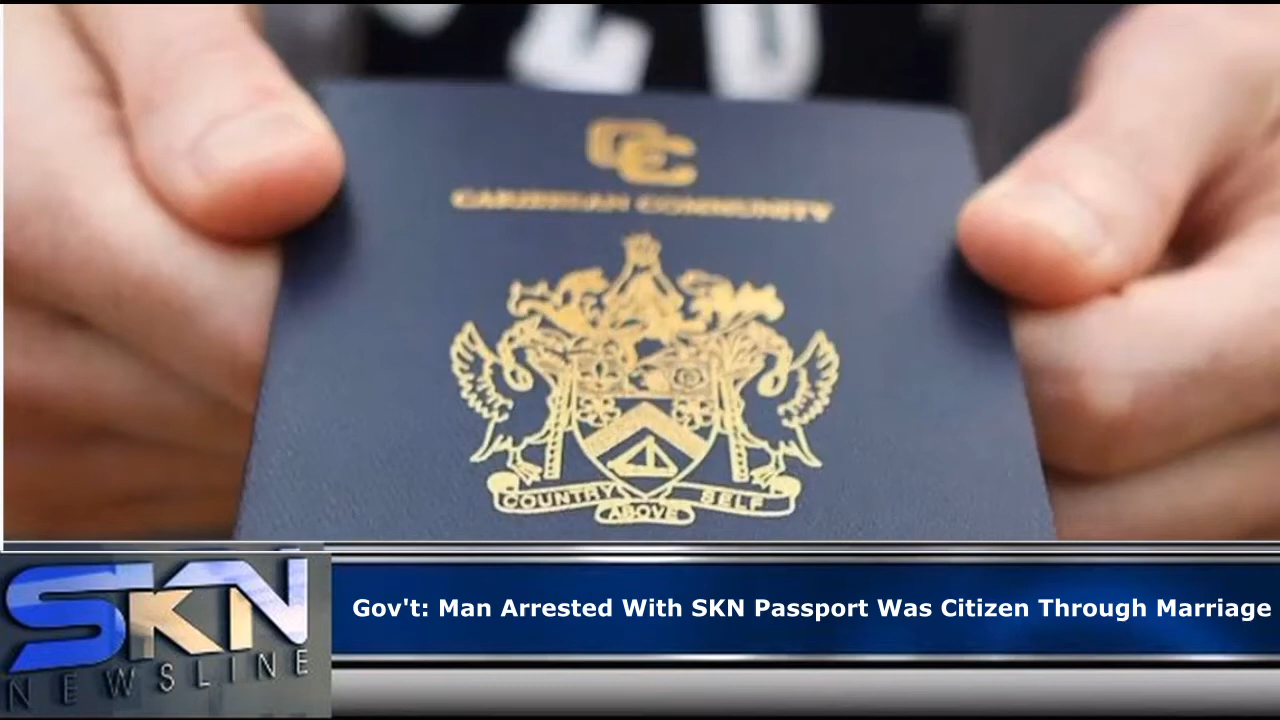 CARIBBEAN COMMUNITY
COUNTRY ABOVE SELF
Gov't: Man Arrested With SKN Passport Was Citizen Through Marriage
SKN
NEWSLINE